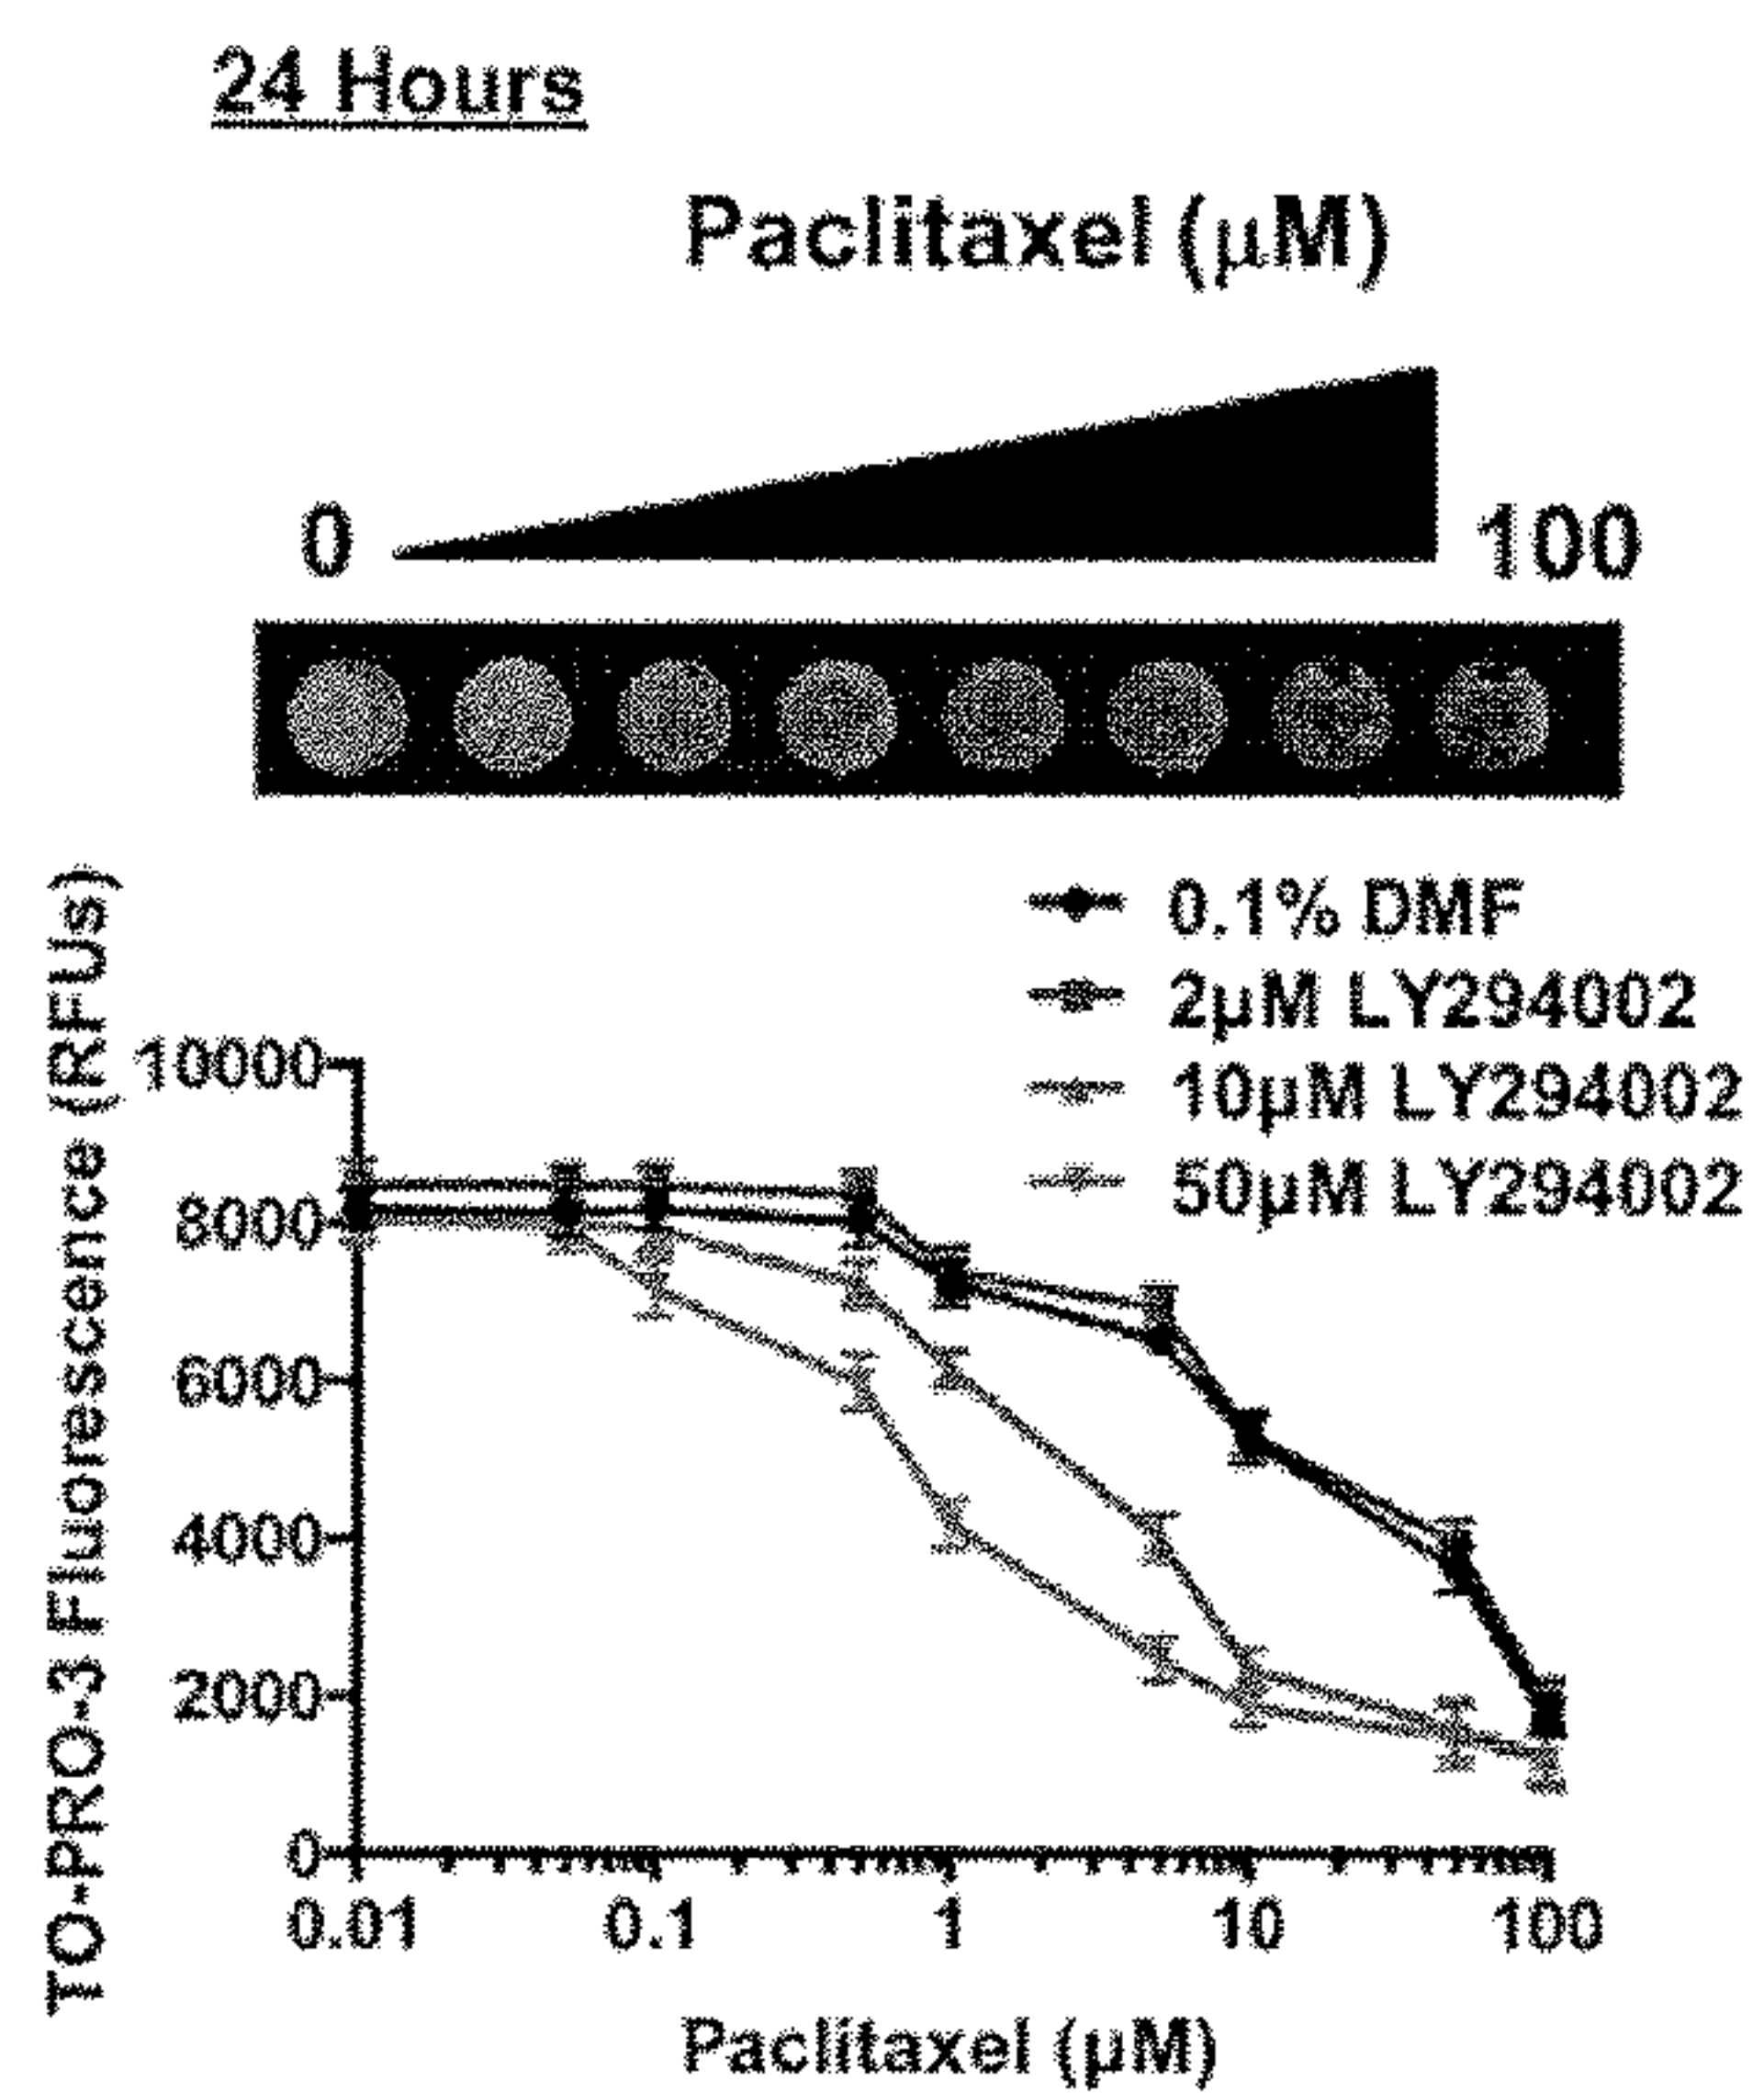 24 Hours
Paclitaxel (μM)
0
100
0.1% DMF
2μM LY294002
10μM LY294002
50μM LY294002
TO-PRO-3 Fluorescence (RFUs)
10000
8000
6000
4000
2000
0
0.01 0.1 1 10 100
Paclitaxel (μM)